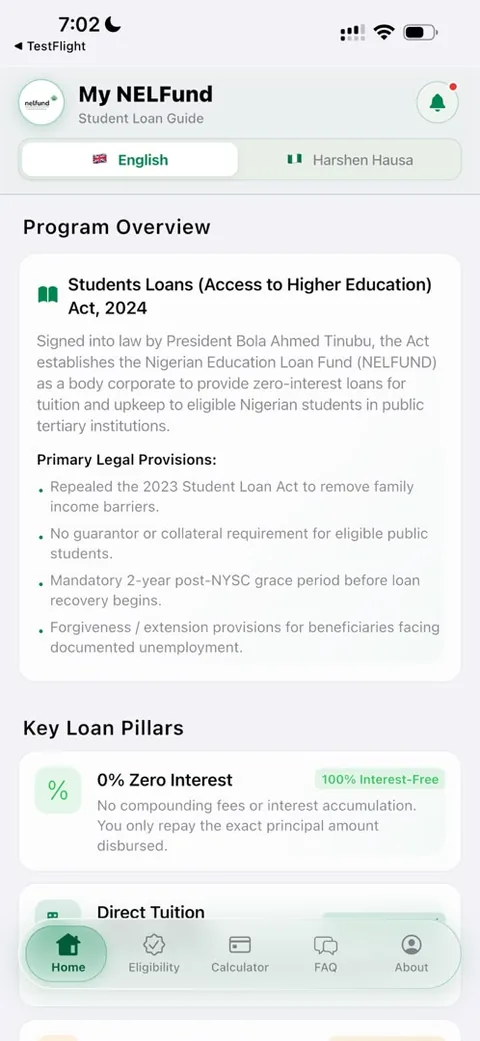 7:02
◀ TestFlight
nelfund
My NELFund
Student Loan Guide
English
Harshen Hausa
Program Overview
Students Loans (Access to Higher Education)
Act, 2024
Signed into law by President Bola Ahmed Tinubu, the Act
establishes the Nigerian Education Loan Fund (NELFUND)
as a body corporate to provide zero-interest loans for
tuition and upkeep to eligible Nigerian students in public
tertiary institutions.
Primary Legal Provisions:
• Repealed the 2023 Student Loan Act to remove family
income barriers.
• No guarantor or collateral requirement for eligible public
students.
• Mandatory 2-year post-NYSC grace period before loan
recovery begins.
• Forgiveness / extension provisions for beneficiaries facing
documented unemployment.
Key Loan Pillars
%
0% Zero Interest
100% Interest-Free
No compounding fees or interest accumulation.
You only repay the exact principal amount
disbursed.
Direct Tuition
Home
Eligibility
Calculator
FAQ
About